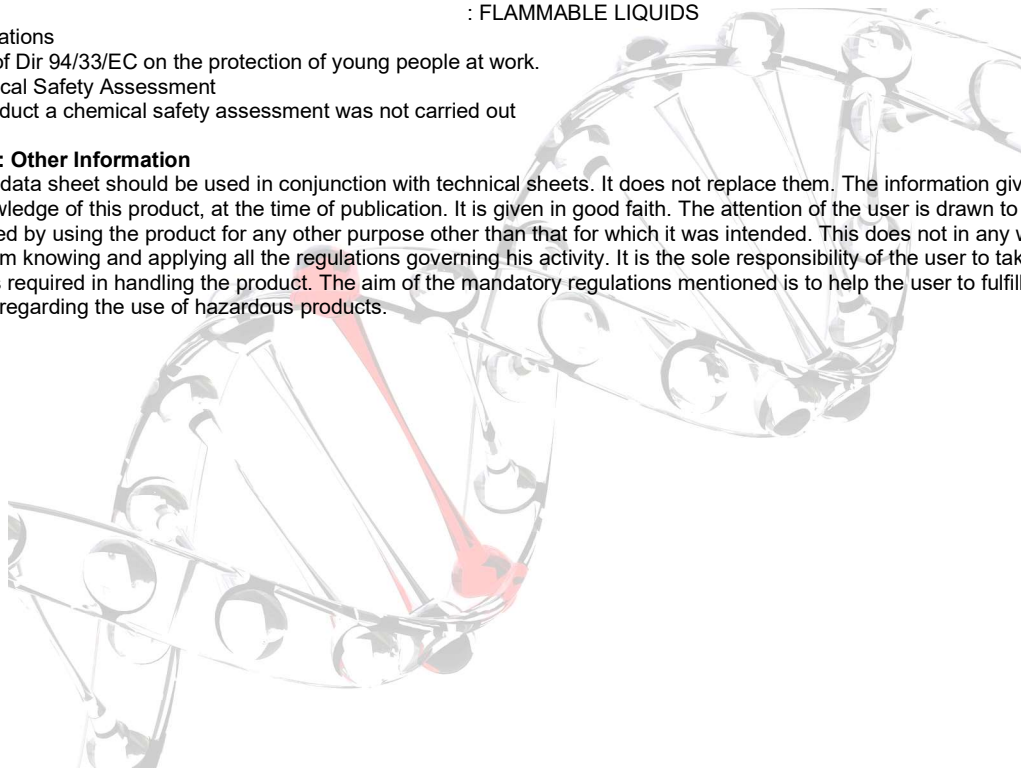 : FLAMMABLE LIQUIDS
ations
of Dir 94/33/EC on the protection of young people at work.
cal Safety Assessment
duct a chemical safety assessment was not carried out
: Other Information
data sheet should be used in conjunction with technical sheets. It does not replace them. The information giv
wledge of this product, at the time of publication. It is given in good faith. The attention of the user is drawn to
ed by using the product for any other purpose other than that for which it was intended. This does not in any w
m knowing and applying all the regulations governing his activity. It is the sole responsibility of the user to tak
s required in handling the product. The aim of the mandatory regulations mentioned is to help the user to fulfill
regarding the use of hazardous products.